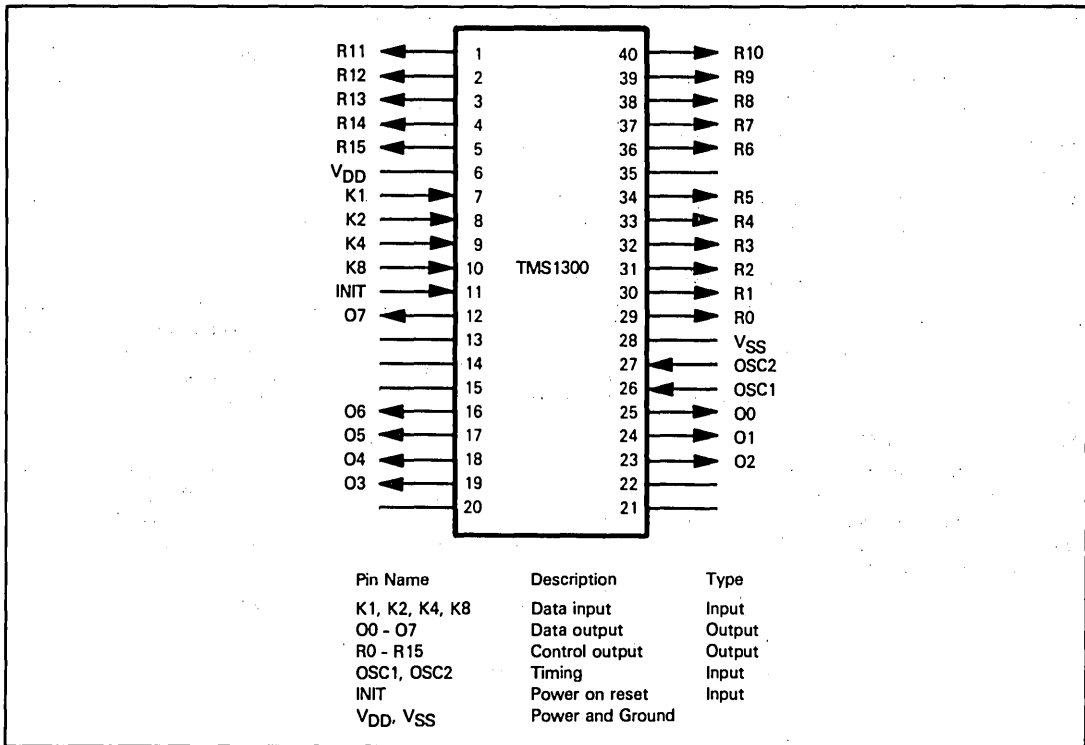 R11 1 40 R10
R12 2 39 R9
R13 3 38 R8
R14 4 37 R7
R15 5 36 R6
VDD 6 35
K1 7 34 R5
K2 8 33 R4
K4 9 32 R3
K8 10 TMS1300 31 R2
INIT 11 30 R1
O7 12 29 R0
13 28 VSS
14 27 OSC2
15 26 OSC1
O6 16 25 O0
O5 17 24 O1
O4 18 23 O2
O3 19 22
20 21
Pin Name Description Type
K1, K2, K4, K8 Data input Input
O0 - O7 Data output Output
R0 - R15 Control output Output
OSC1, OSC2 Timing Input
INIT Power on reset Input
VDD, VSS Power and Ground